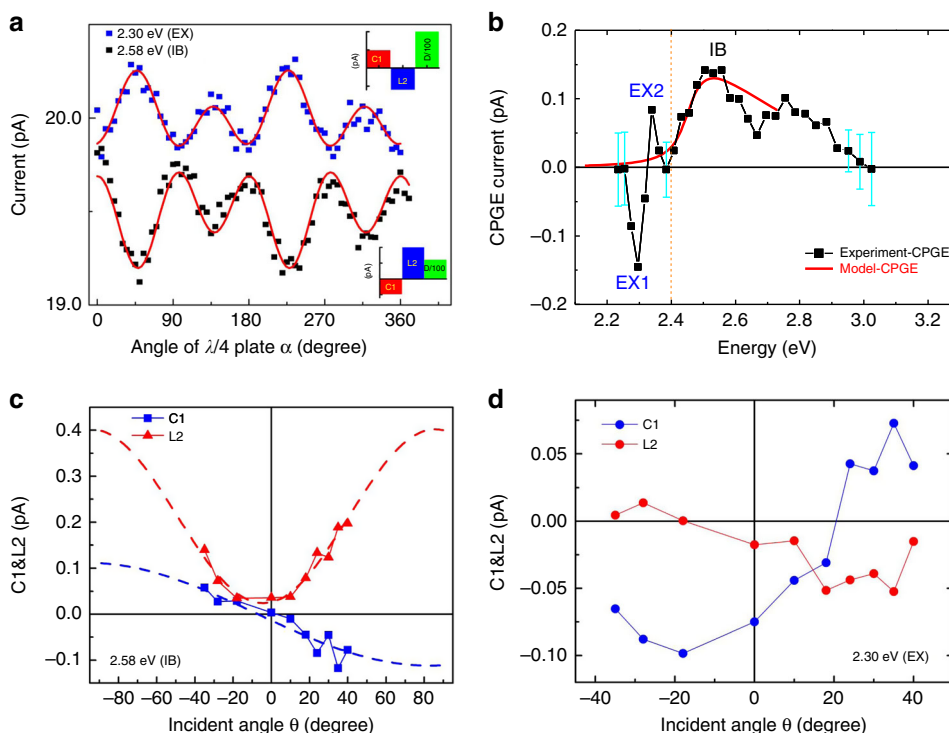 a
2.30 eV (EX)
2.58 eV (IB)
(pA)
C1
L2
D/100
20.0
19.0
Current (pA)
(pA)
C1
L2
D/100
0
90
180
270
360
Angle of λ/4 plate α (degree)
b
0.2
0.1
0.0
−0.1
−0.2
CPGE current (pA)
IB
EX2
EX1
Experiment-CPGE
Model-CPGE
2.2
2.4
2.6
2.8
3.0
3.2
Energy (eV)
c
C1
L2
0.4
0.3
0.2
0.1
0.0
−0.1
C1&L2 (pA)
2.58 eV (IB)
−80
−60
−40
−20
0
20
40
60
80
Incident angle θ (degree)
d
C1
L2
0.05
0.00
−0.05
−0.10
C1&L2 (pA)
2.30 eV (EX)
−40
−20
0
20
40
Incident angle θ (degree)